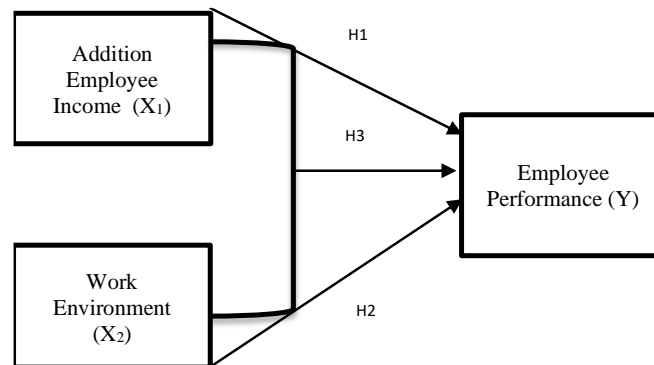 H1
Addition
Employee
Income (X₁)
H3
Employee
Performance (Y)
Work
Environment
(X₂)
H2